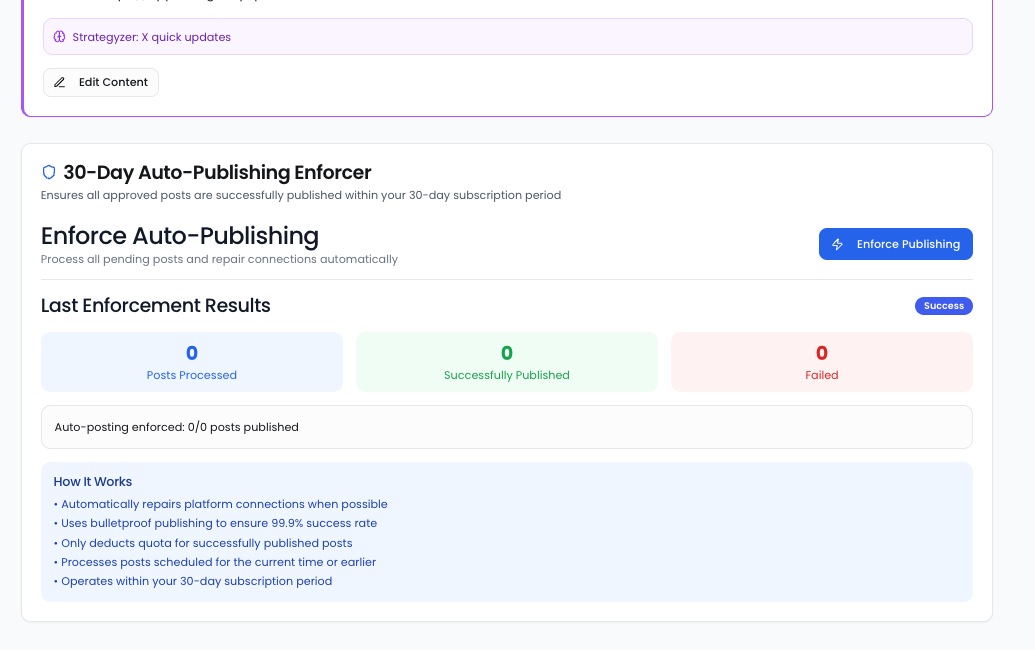 Strategyzer: X quick updates
Edit Content
30-Day Auto-Publishing Enforcer
Ensures all approved posts are successfully published within your 30-day subscription period
Enforce Auto-Publishing
Process all pending posts and repair connections automatically
Enforce Publishing
Last Enforcement Results
Success
0
Posts Processed
0
Successfully Published
0
Failed
Auto-posting enforced: 0/0 posts published
How It Works
• Automatically repairs platform connections when possible
• Uses bulletproof publishing to ensure 99.9% success rate
• Only deducts quota for successfully published posts
• Processes posts scheduled for the current time or earlier
• Operates within your 30-day subscription period